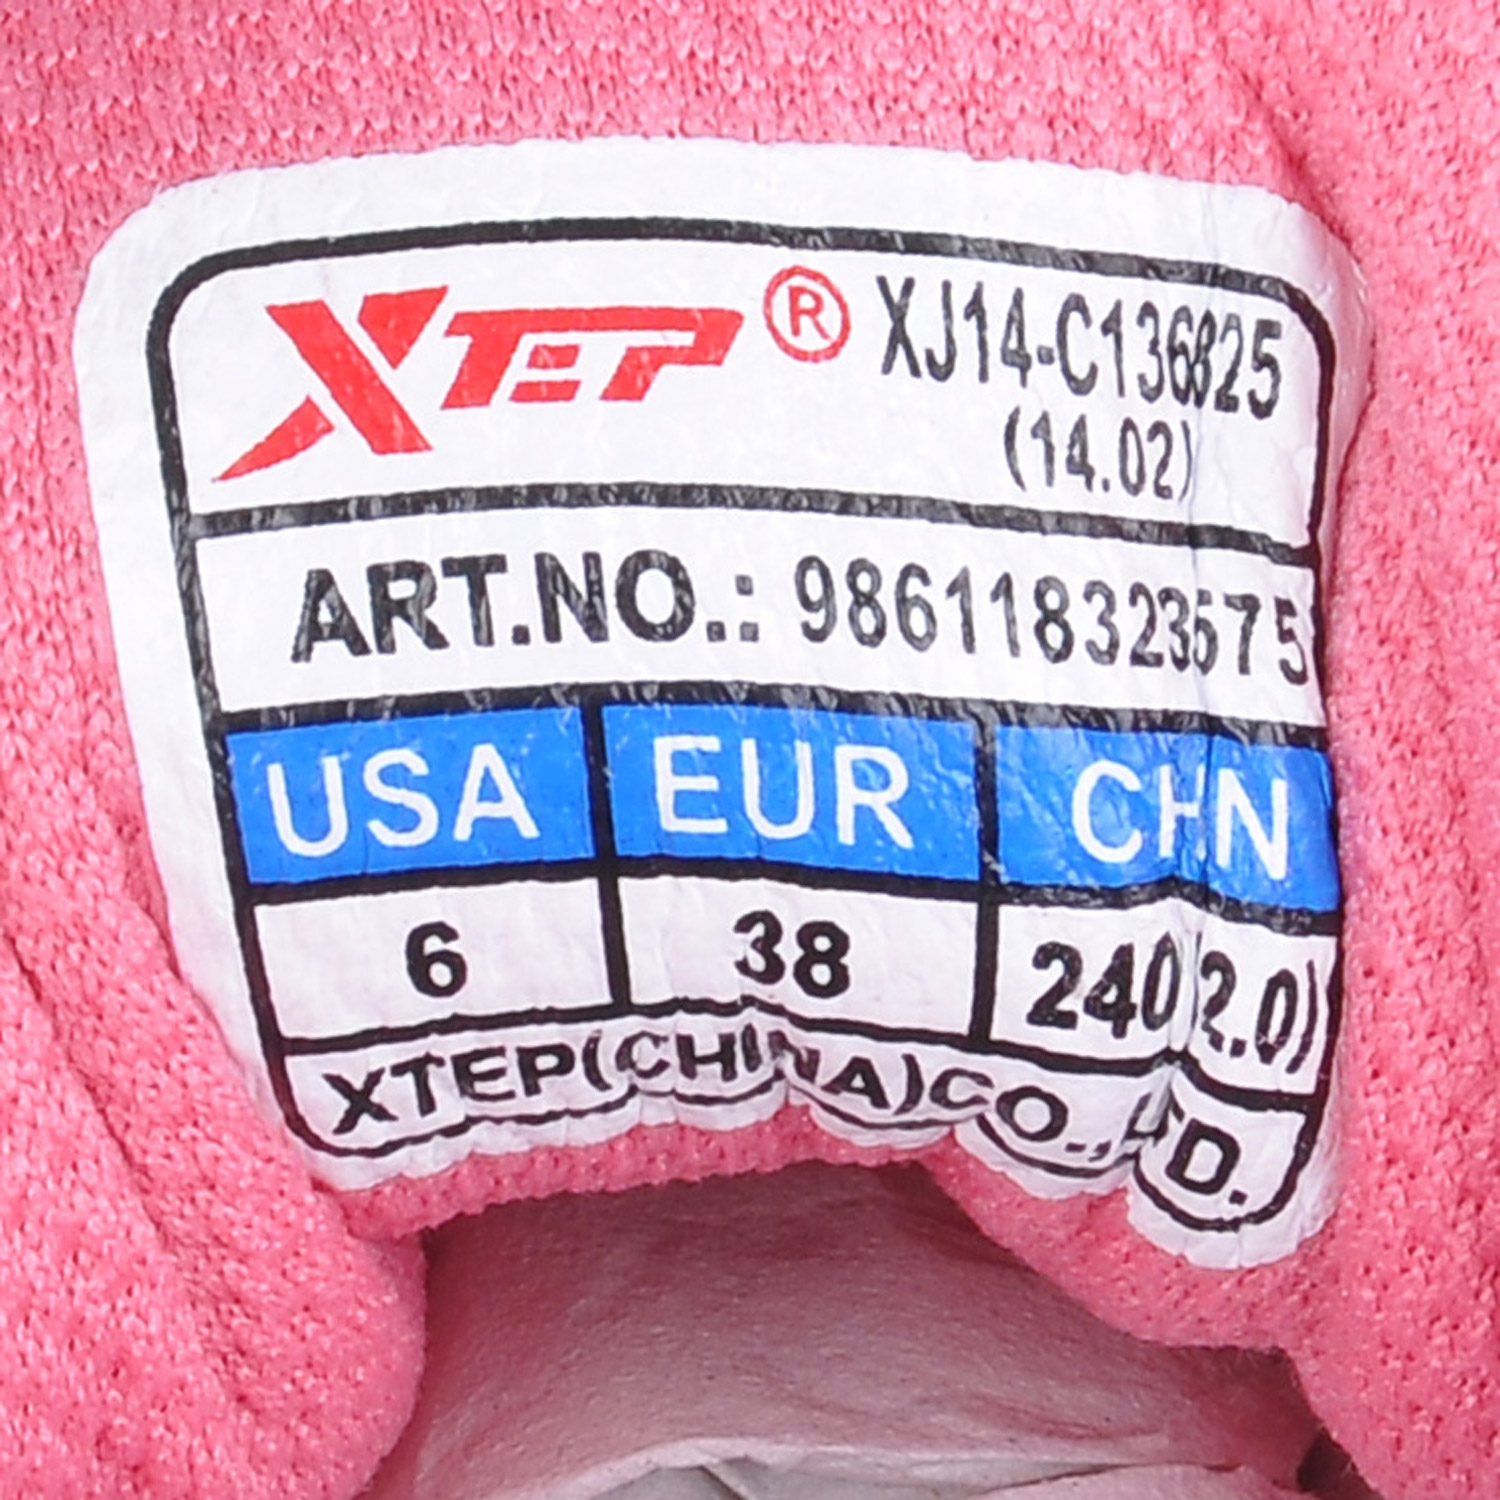 XTEP® XJ14-C136825
(14.02)
ART.NO.: 986118323575
USA EUR CHN
6 38 240(2.0)
XTEP(CHINA)CO., LTD.